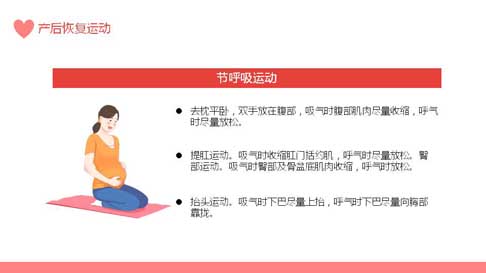 产后恢复运动
节呼吸运动
去枕平卧，双手放在腹部，吸气时腹部肌肉尽量收缩，呼气
时尽量放松。
提肛运动。吸气时收缩肛门括约肌，呼气时尽量放松。臀
部运动。吸气时臀部及骨盆底肌肉收缩，呼气时放松。
抬头运动。吸气时下巴尽量上抬，呼气时下巴尽量向胸部
靠拢。